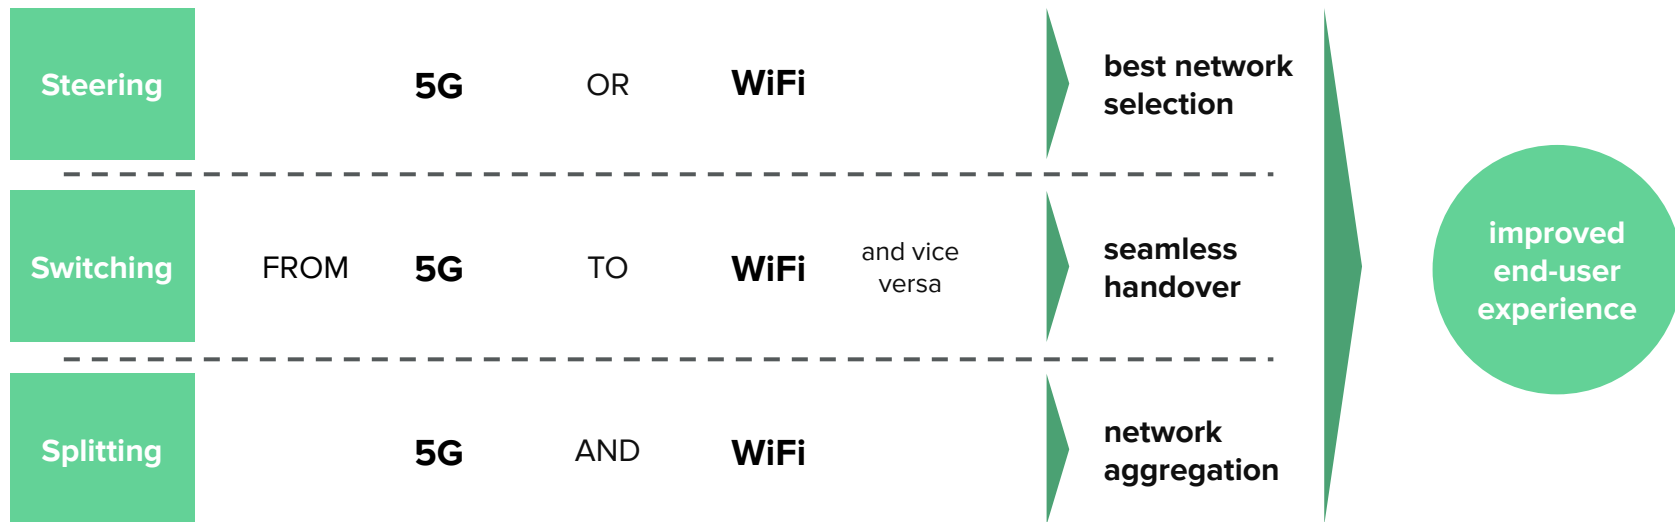 Steering 5G OR WiFi best network
selection
Switching FROM 5G TO WiFi and vice
versa seamless
handover
Splitting 5G AND WiFi network
aggregation
improved
end-user
experience